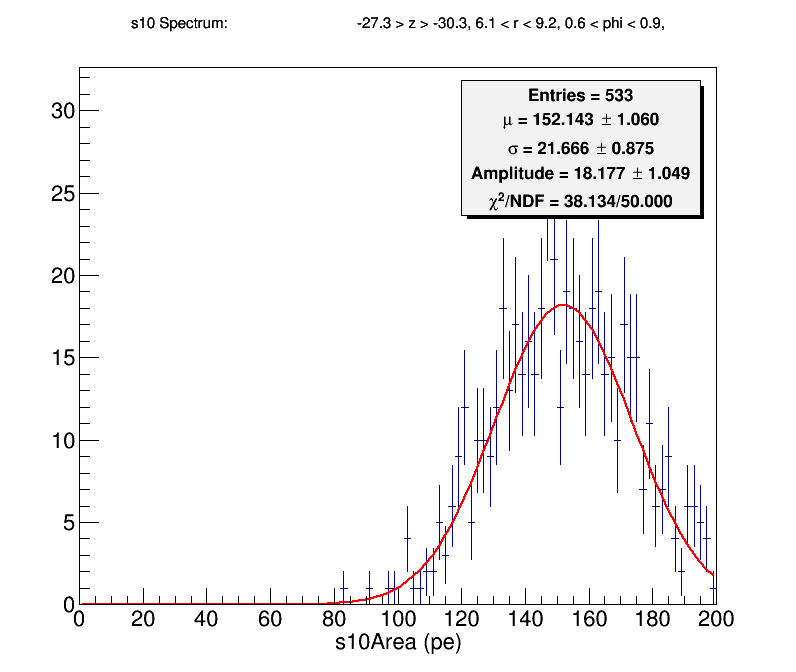 s10 Spectrum: -27.3 > z > -30.3, 6.1 < r < 9.2, 0.6 < phi < 0.9,
Entries = 533
μ = 152.143 ± 1.060
σ = 21.666 ± 0.875
Amplitude = 18.177 ± 1.049
χ²/NDF = 38.134/50.000
30
25
20
15
10
5
0
0 20 40 60 80 100 120 140 160 180 200
s10Area (pe)